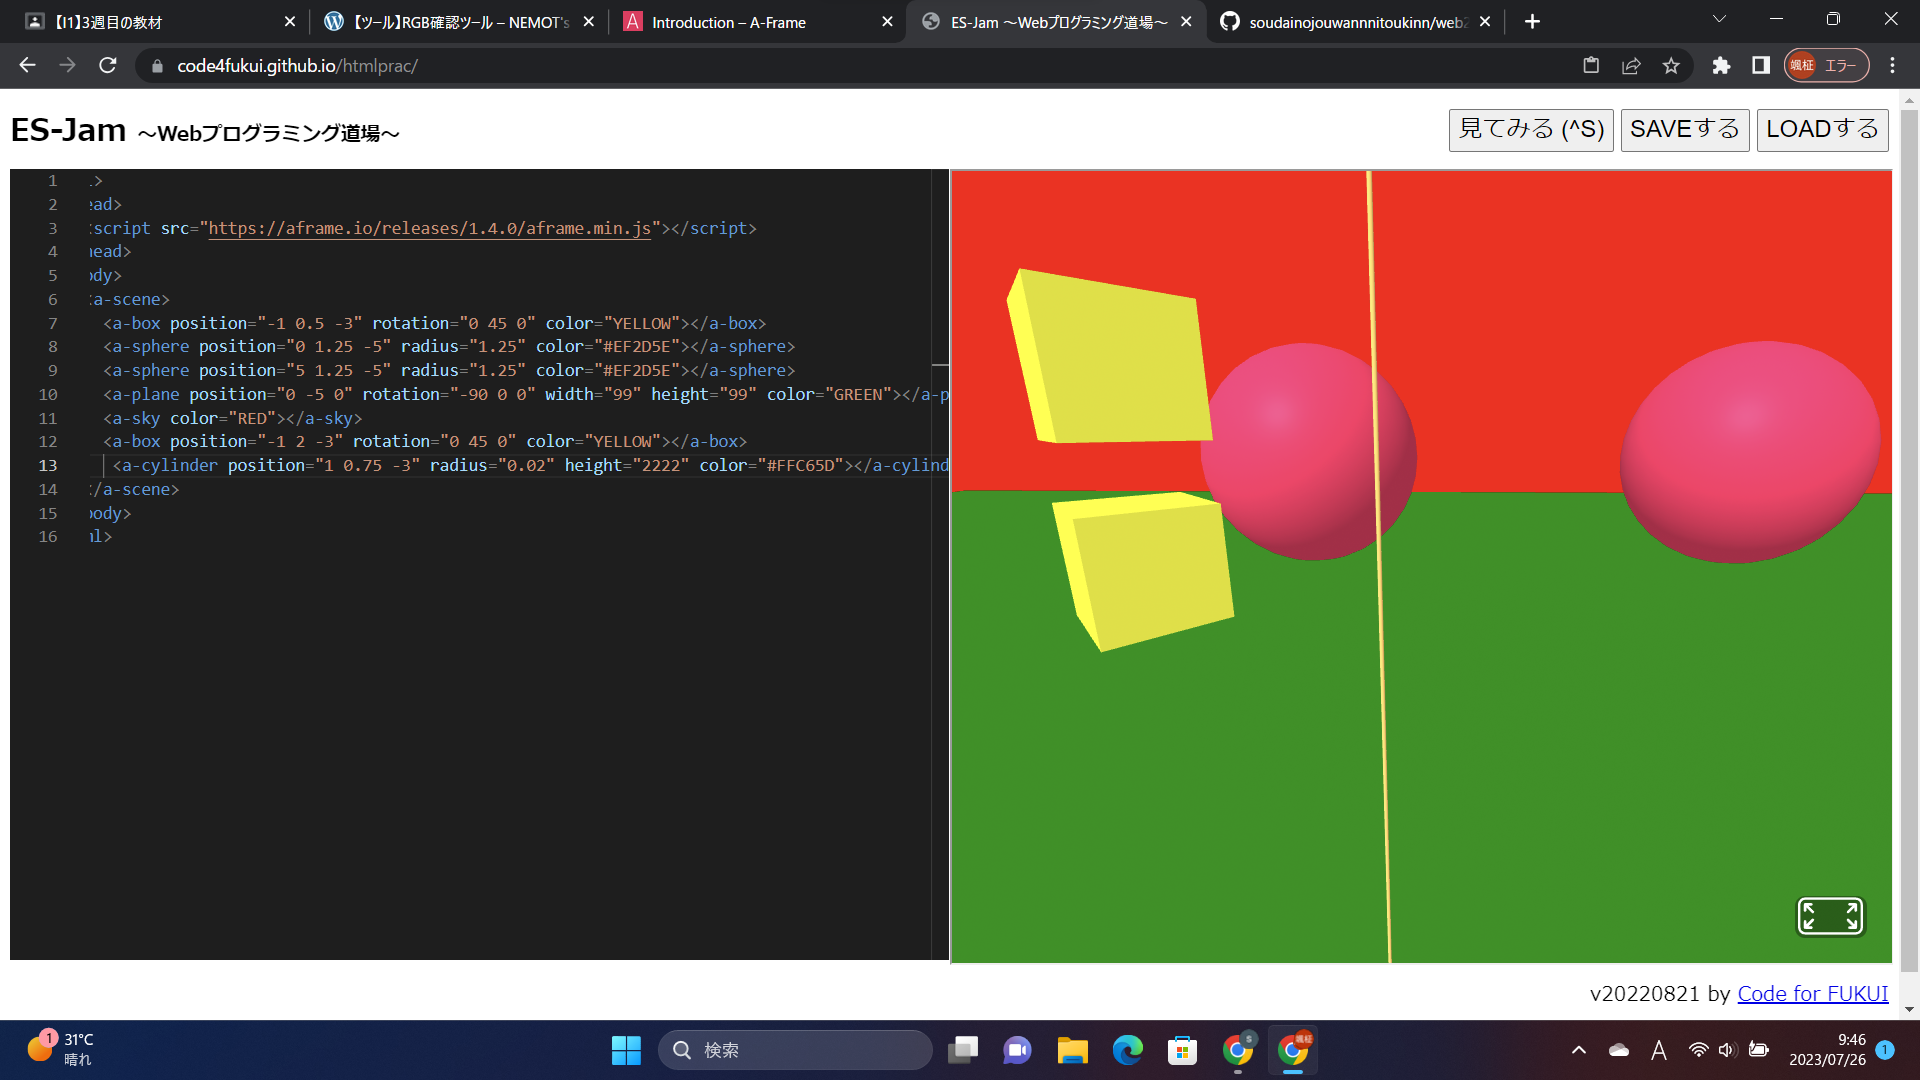 【I1】3週目の教材
【ツール】RGB確認ツール – NEMOT's
Introduction – A-Frame
ES-Jam 〜Webプログラミング道場〜
soudainojouwannnitoukinn/web2
code4fukui.github.io/htmlprac/
颯柾 エラー
ES-Jam 〜Webプログラミング道場〜
見てみる (^S)
SAVEする
LOADする
1 l>
2 ead>
3 <script src="https://aframe.io/releases/1.4.0/aframe.min.js"></script>
4 head>
5 ody>
6 <a-scene>
7 <a-box position="-1 0.5 -3" rotation="0 45 0" color="YELLOW"></a-box>
8 <a-sphere position="0 1.25 -5" radius="1.25" color="#EF2D5E"></a-sphere>
9 <a-sphere position="5 1.25 -5" radius="1.25" color="#EF2D5E"></a-sphere>
10 <a-plane position="0 -5 0" rotation="-90 0 0" width="99" height="99" color="GREEN"></a-p
11 <a-sky color="RED"></a-sky>
12 <a-box position="-1 2 -3" rotation="0 45 0" color="YELLOW"></a-box>
13 <a-cylinder position="1 0.75 -3" radius="0.02" height="2222" color="#FFC65D"></a-cylind
14 </a-scene>
15 body>
16 ml>
v20220821 by Code for FUKUI
1
31°C
晴れ
検索
S
颯柾
A
9:46
2023/07/26
1